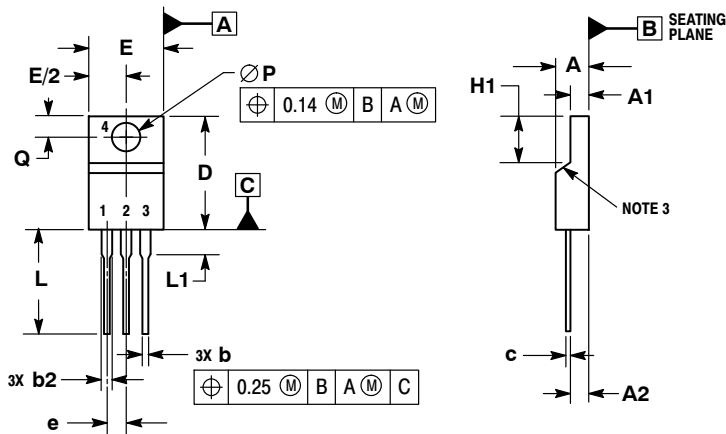 A
E
E/2
Ø P
⌖ 0.14 Ⓜ B A Ⓜ
4
Q
D
C
1 2 3
L
L1
3X b
3X b2
⌖ 0.25 Ⓜ B A Ⓜ C
e
B SEATING PLANE
A
H1
A1
NOTE 3
c
A2